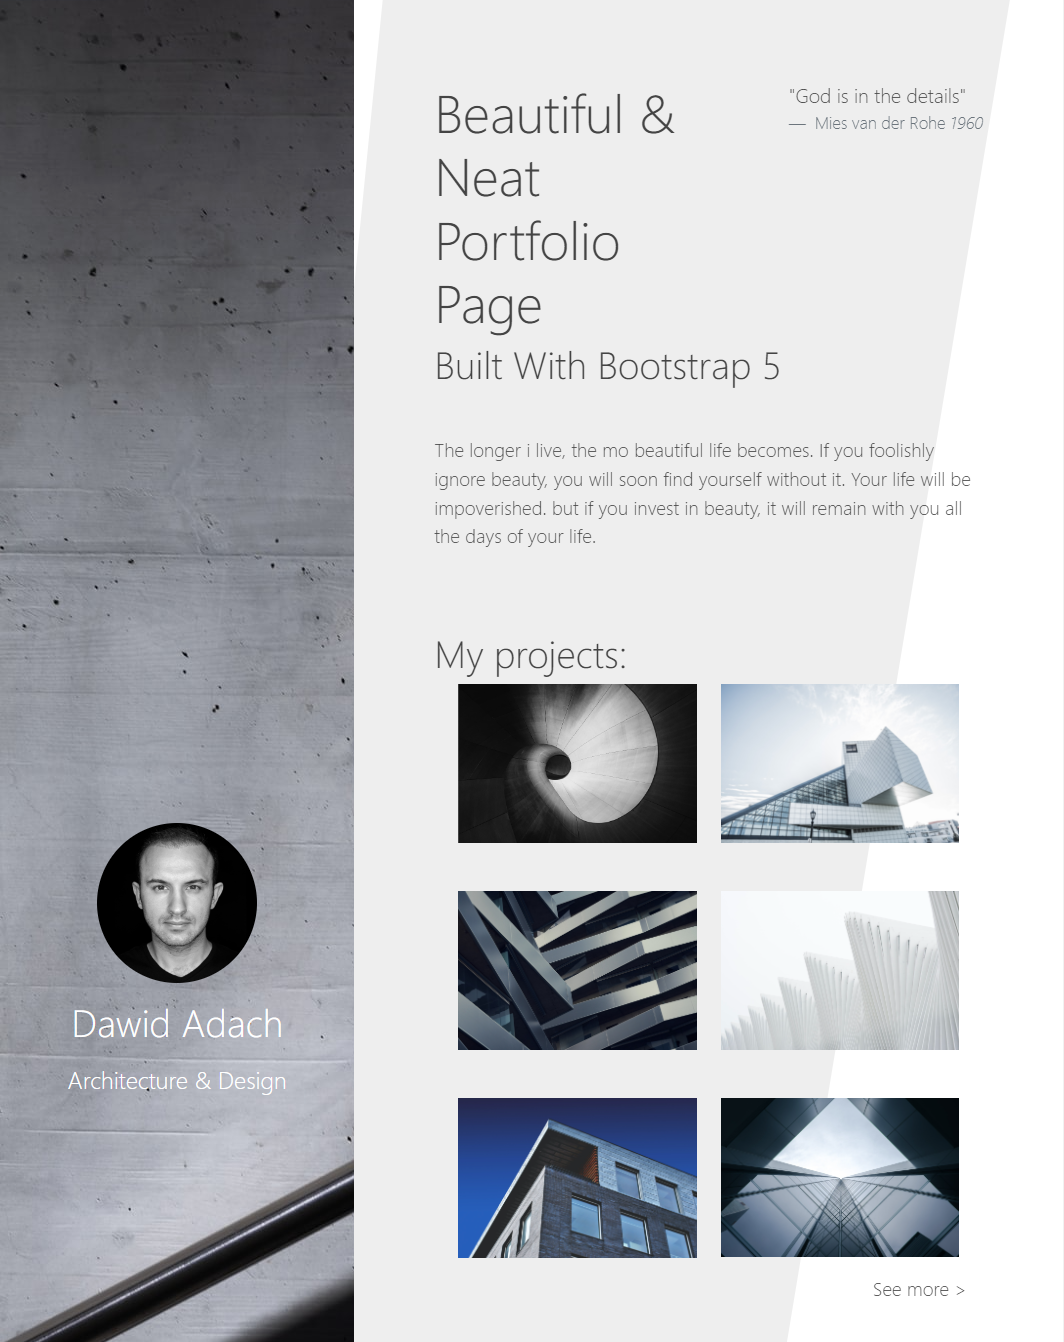 Beautiful &
Neat
Portfolio
Page
Built With Bootstrap 5
"God is in the details"
— Mies van der Rohe 1960
The longer i live, the mo beautiful life becomes. If you foolishly
ignore beauty, you will soon find yourself without it. Your life will be
impoverished. but if you invest in beauty, it will remain with you all
the days of your life.
My projects:
See more >
Dawid Adach
Architecture & Design